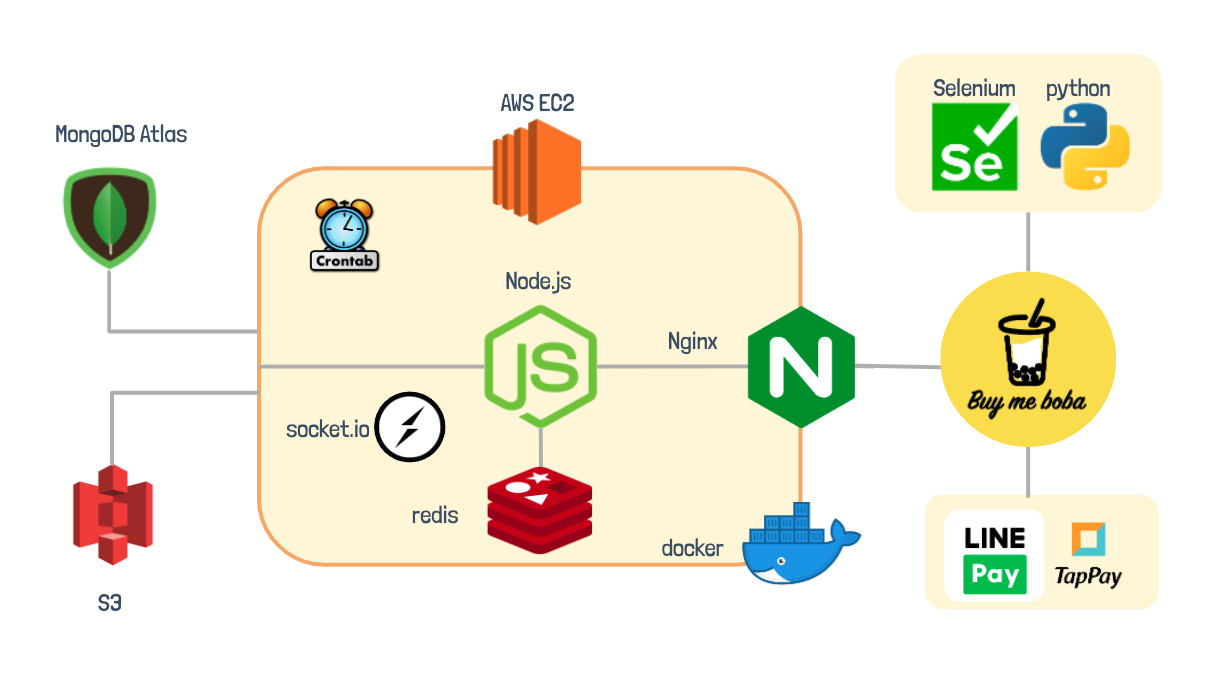 AWS EC2
MongoDB Atlas
Selenium
python
Se
Crontab
Node.js
JS
Nginx
N
Buy me boba
socket.io
redis
docker
LINE
Pay
TapPay
S3